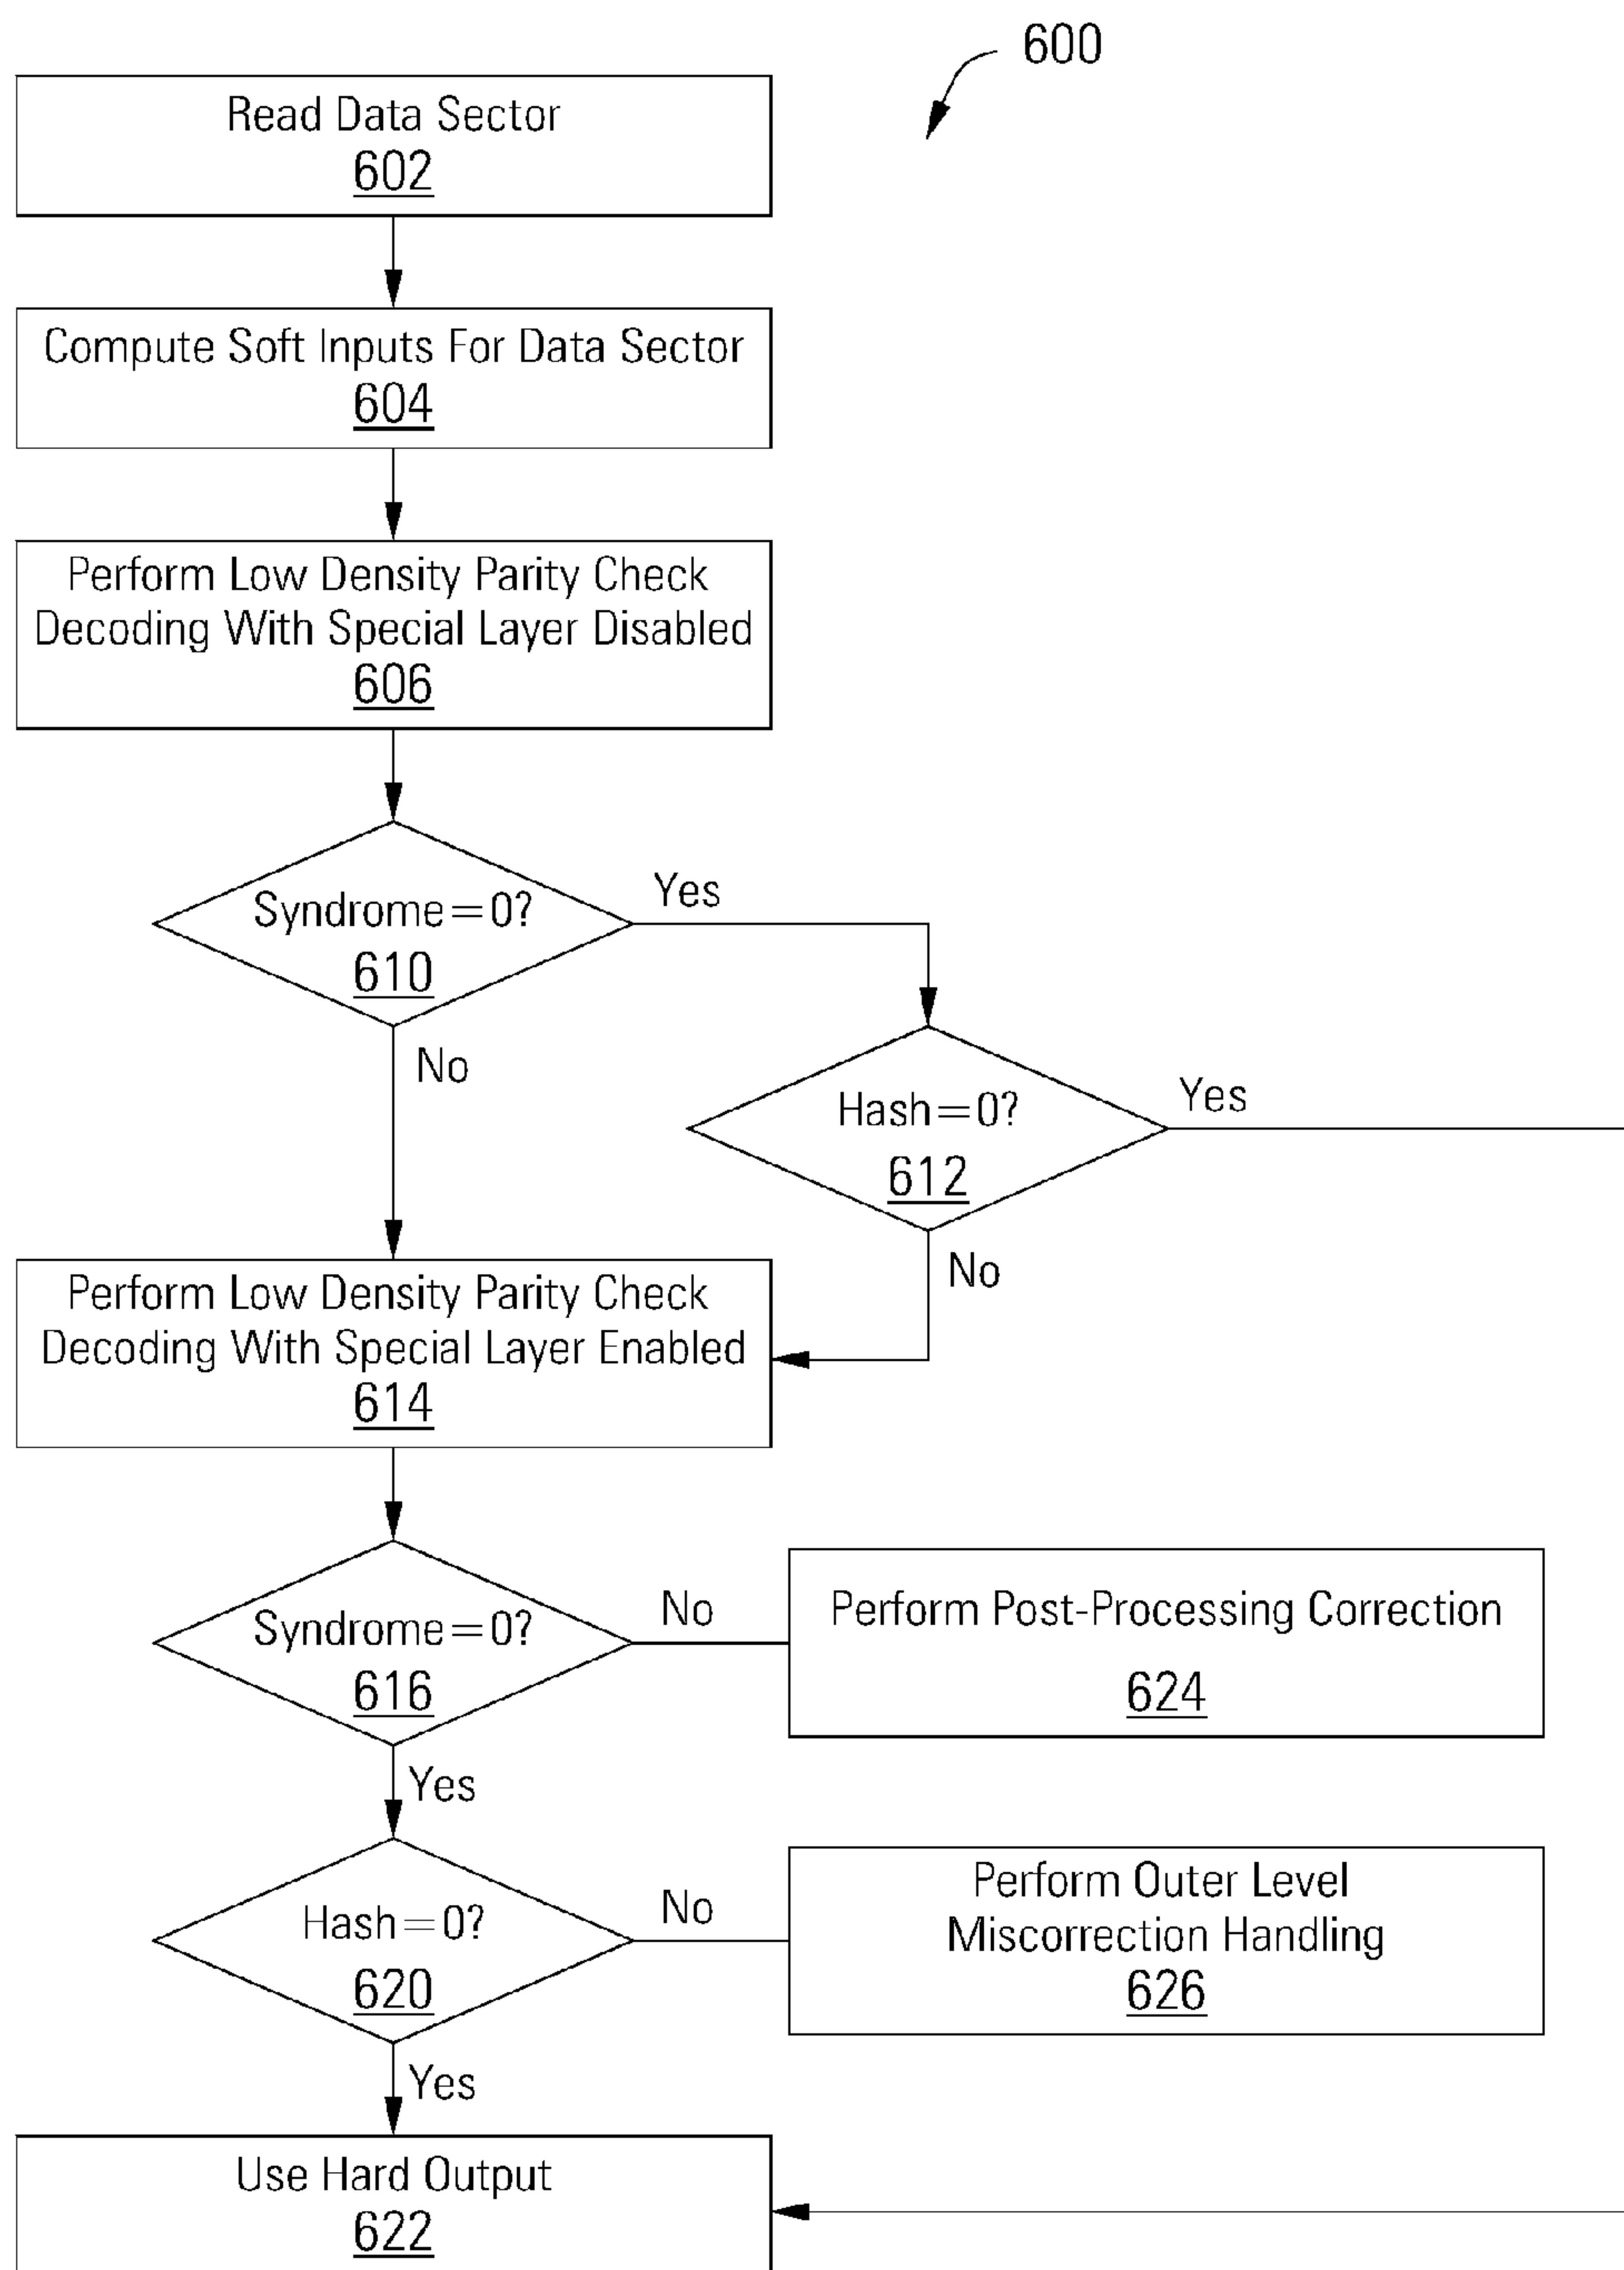 600
Read Data Sector
602
Compute Soft Inputs For Data Sector
604
Perform Low Density Parity Check
Decoding With Special Layer Disabled
606
Syndrome=0?
610
Yes
No
Hash=0?
612
Yes
No
Perform Low Density Parity Check
Decoding With Special Layer Enabled
614
Syndrome=0?
616
No
Yes
Perform Post-Processing Correction
624
Hash=0?
620
No
Yes
Perform Outer Level
Miscorrection Handling
626
Use Hard Output
622